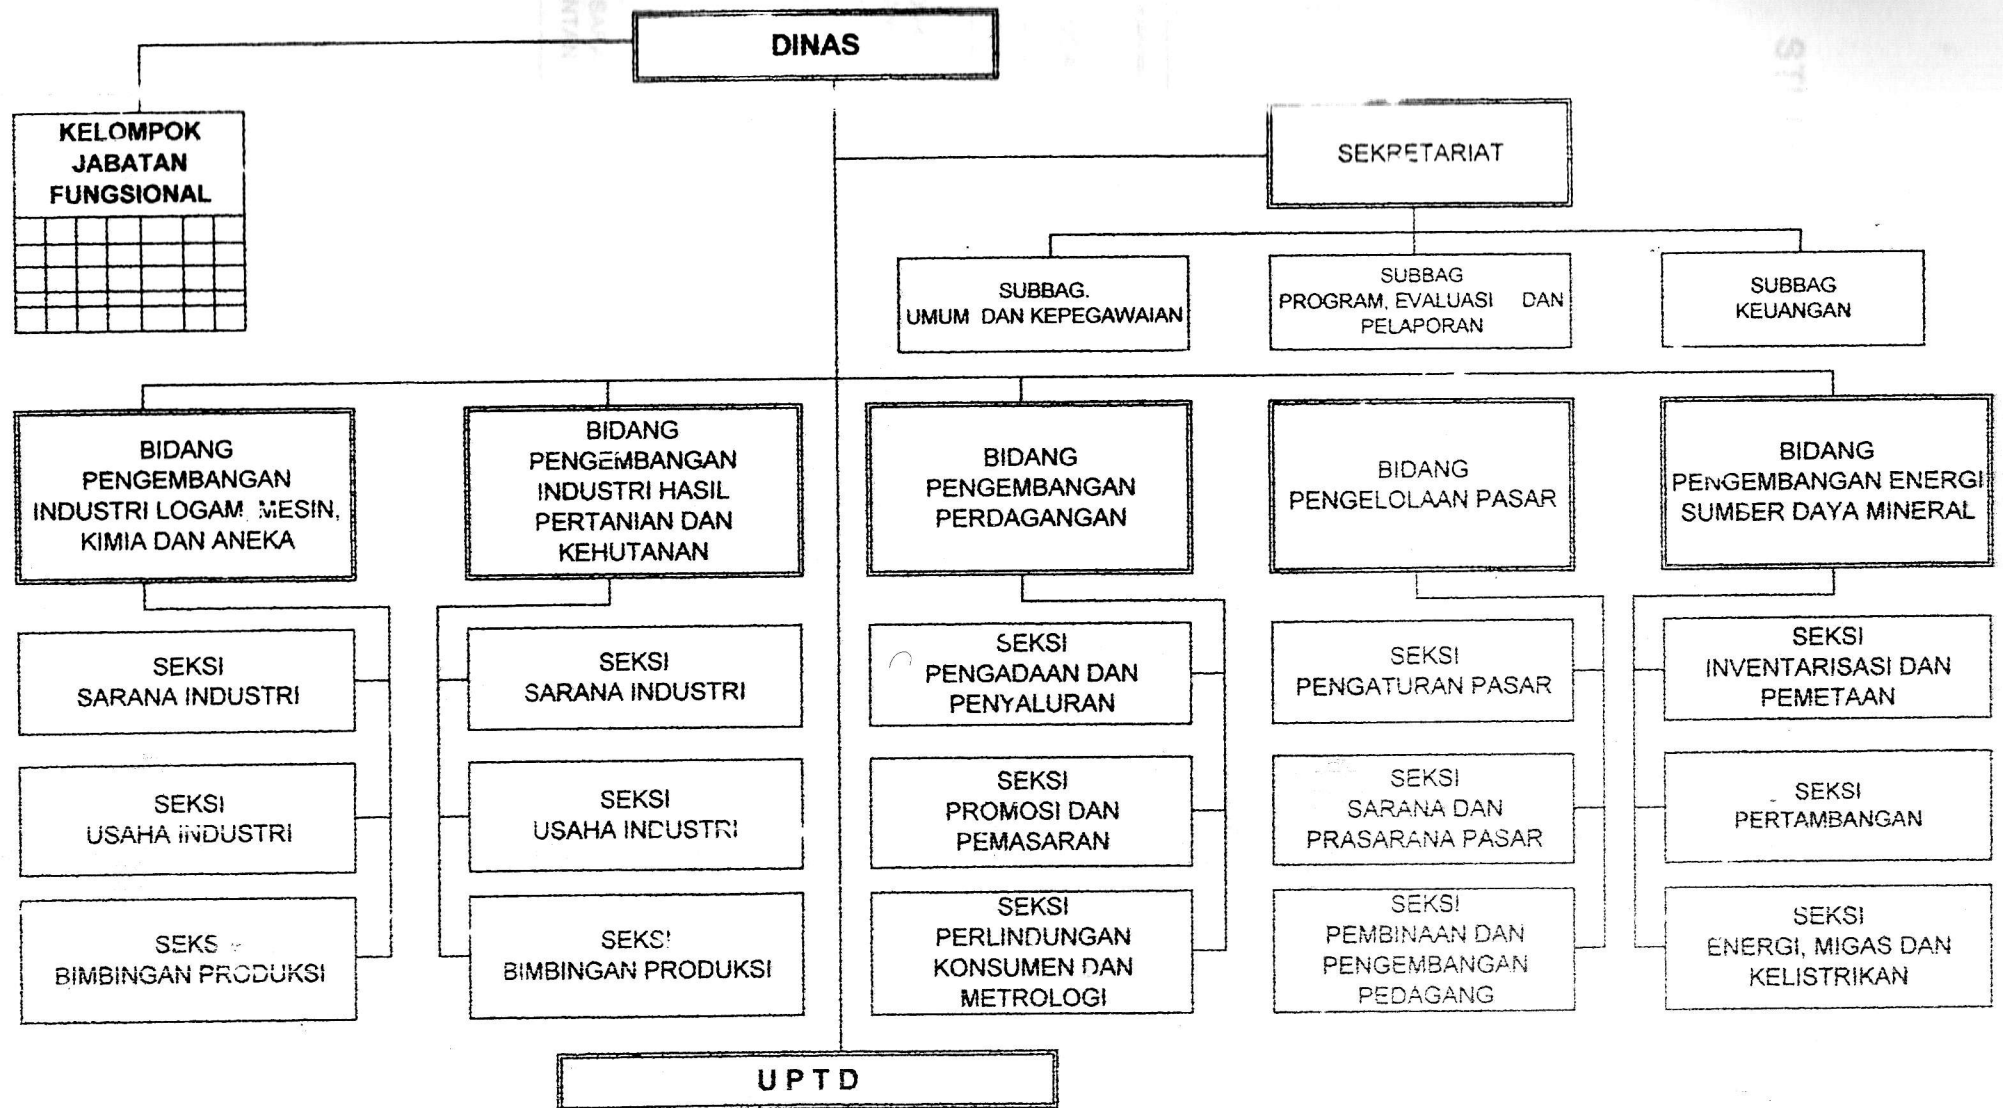 DINAS
KELOMPOK
JABATAN
FUNGSIONAL
SEKRETARIAT
SUBBAG.
UMUM DAN KEPEGAWAIAN
SUBBAG
PROGRAM, EVALUASI DAN
PELAPORAN
SUBBAG
KEUANGAN
BIDANG
PENGEMBANGAN
INDUSTRI LOGAM, MESIN,
KIMIA DAN ANEKA
BIDANG
PENGEMBANGAN
INDUSTRI HASIL
PERTANIAN DAN
KEHUTANAN
BIDANG
PENGEMBANGAN
PERDAGANGAN
BIDANG
PENGELOLAAN PASAR
BIDANG
PENGEMBANGAN ENERGI
SUMBER DAYA MINERAL
SEKSI
SARANA INDUSTRI
SEKSI
SARANA INDUSTRI
SEKSI
PENGADAAN DAN
PENYALURAN
SEKSI
PENGATURAN PASAR
SEKSI
INVENTARISASI DAN
PEMETAAN
SEKSI
USAHA INDUSTRI
SEKSI
USAHA INDUSTRI
SEKSI
PROMOSI DAN
PEMASARAN
SEKSI
SARANA DAN
PRASARANA PASAR
SEKSI
PERTAMBANGAN
SEKSI
BIMBINGAN PRODUKSI
SEKSI
BIMBINGAN PRODUKSI
SEKSI
PERLINDUNGAN
KONSUMEN DAN
METROLOGI
SEKSI
PEMBINAAN DAN
PENGEMBANGAN
PEDAGANG
SEKSI
ENERGI, MIGAS DAN
KELISTRIKAN
U P T D